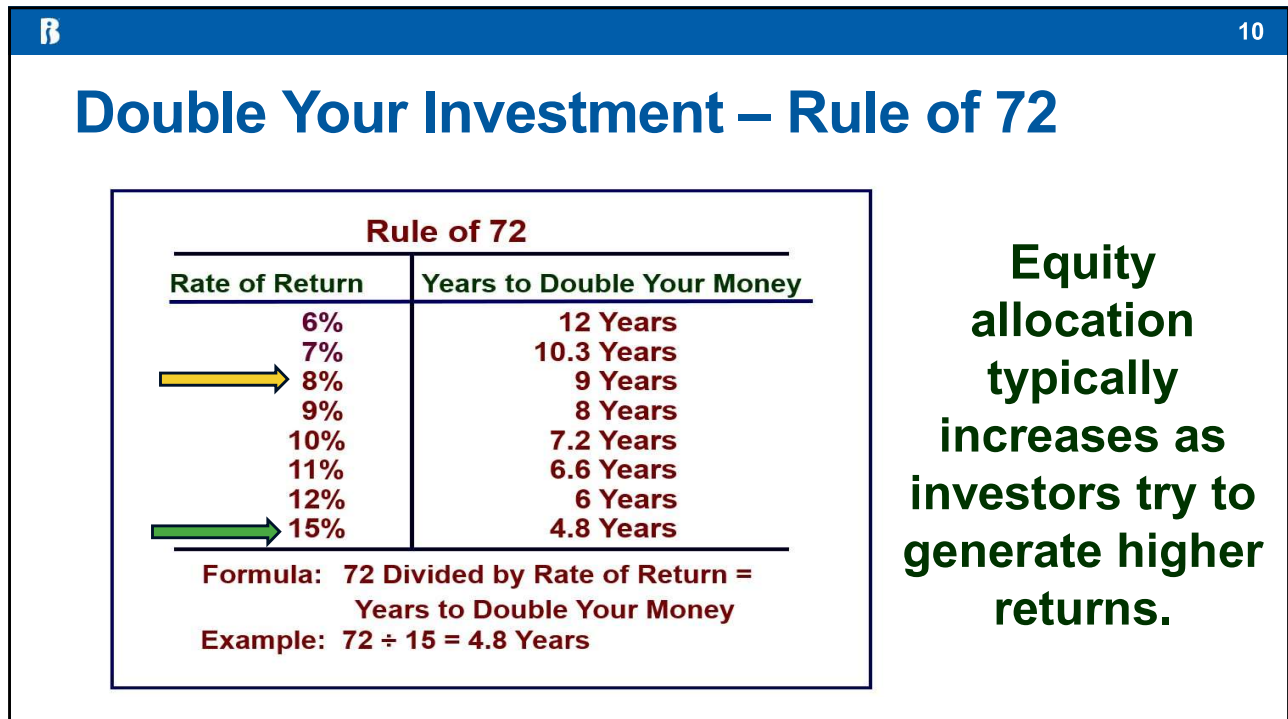 10
Double Your Investment – Rule of 72
Rule of 72
Rate of Return Years to Double Your Money
6% 12 Years
7% 10.3 Years
8% 9 Years
9% 8 Years
10% 7.2 Years
11% 6.6 Years
12% 6 Years
15% 4.8 Years
Formula: 72 Divided by Rate of Return =
Years to Double Your Money
Example: 72 ÷ 15 = 4.8 Years
Equity
allocation
typically
increases as
investors try to
generate higher
returns.